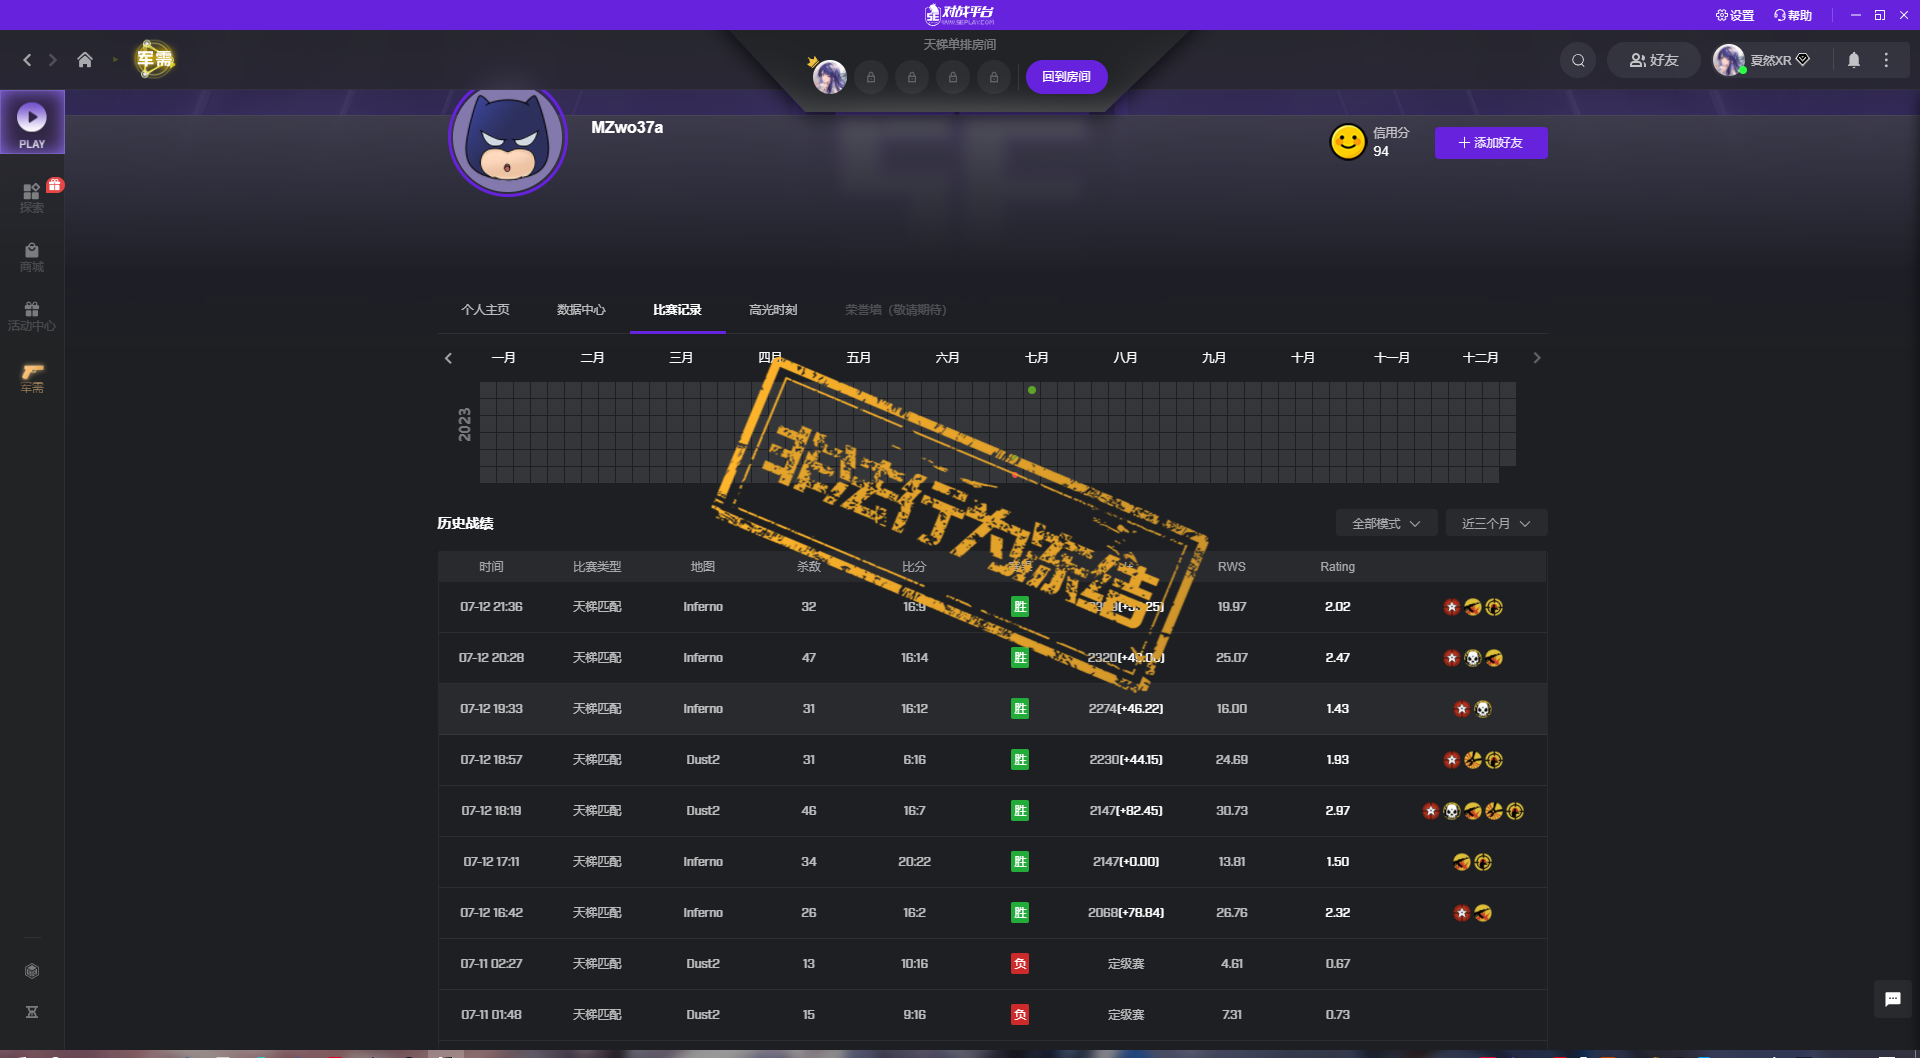 5E对战平台
WWW.5EPLAY.COM
设置
帮助
军需
天梯单排房间
回到房间
好友
夏然XR
PLAY
MZwo37a
信用分
94
添加好友
探索
商城
活动中心
军需
个人主页
数据中心
比赛记录
高光时刻
荣誉墙（敬请期待）
一月 二月 三月 四月 五月 六月 七月 八月 九月 十月 十一月 十二月
2023
非法行为冻结
历史战绩
全部模式
近三个月
时间 比赛类型 地图 杀敌 比分 RWS Rating
07-12 21:36 天梯匹配 Inferno 32 16:9 胜 19.97 2.02
07-12 20:28 天梯匹配 Inferno 47 16:14 胜 2320 25.07 2.47
07-12 19:33 天梯匹配 Inferno 31 16:12 胜 2274(+46.22) 16.00 1.43
07-12 18:57 天梯匹配 Dust2 31 6:16 胜 2230(+44.15) 24.69 1.93
07-12 18:19 天梯匹配 Dust2 46 16:7 胜 2147(+82.45) 30.73 2.97
07-12 17:11 天梯匹配 Inferno 34 20:22 胜 2147(+0.00) 13.81 1.50
07-12 16:42 天梯匹配 Inferno 26 16:2 胜 2068(+78.84) 26.76 2.32
07-11 02:27 天梯匹配 Dust2 13 10:16 负 定级赛 4.61 0.67
07-11 01:48 天梯匹配 Dust2 15 9:16 负 定级赛 7.31 0.73